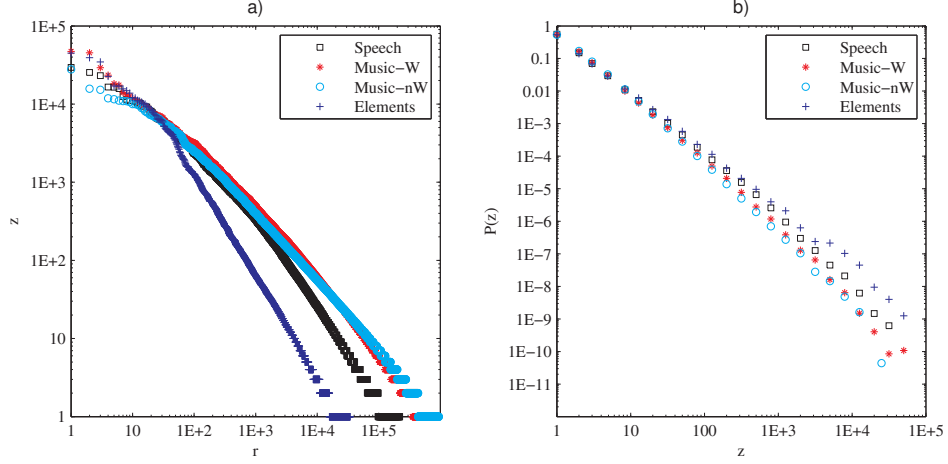 a)
1E+5
1E+4
1E+3
1E+2
10
1
z
1
10
1E+2
1E+3
1E+4
1E+5
r
Speech
Music-W
Music-nW
Elements
b)
1
0.1
0.01
1E-3
1E-4
1E-5
1E-6
1E-7
1E-8
1E-9
1E-10
1E-11
P(z)
1
10
100
1E+3
1E+4
1E+5
z
Speech
Music-W
Music-nW
Elements